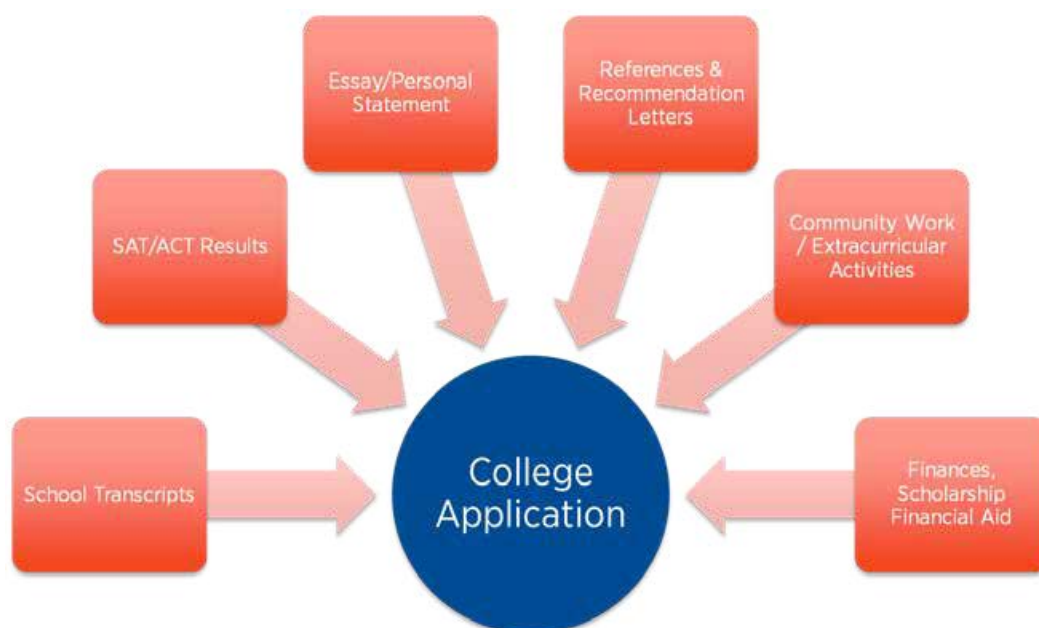 Essay/Personal
Statement
References &
Recommendation
Letters
SAT/ACT Results
Community Work
/ Extracurricular
Activities
School Transcripts
College
Application
Finances,
Scholarship
Financial Aid